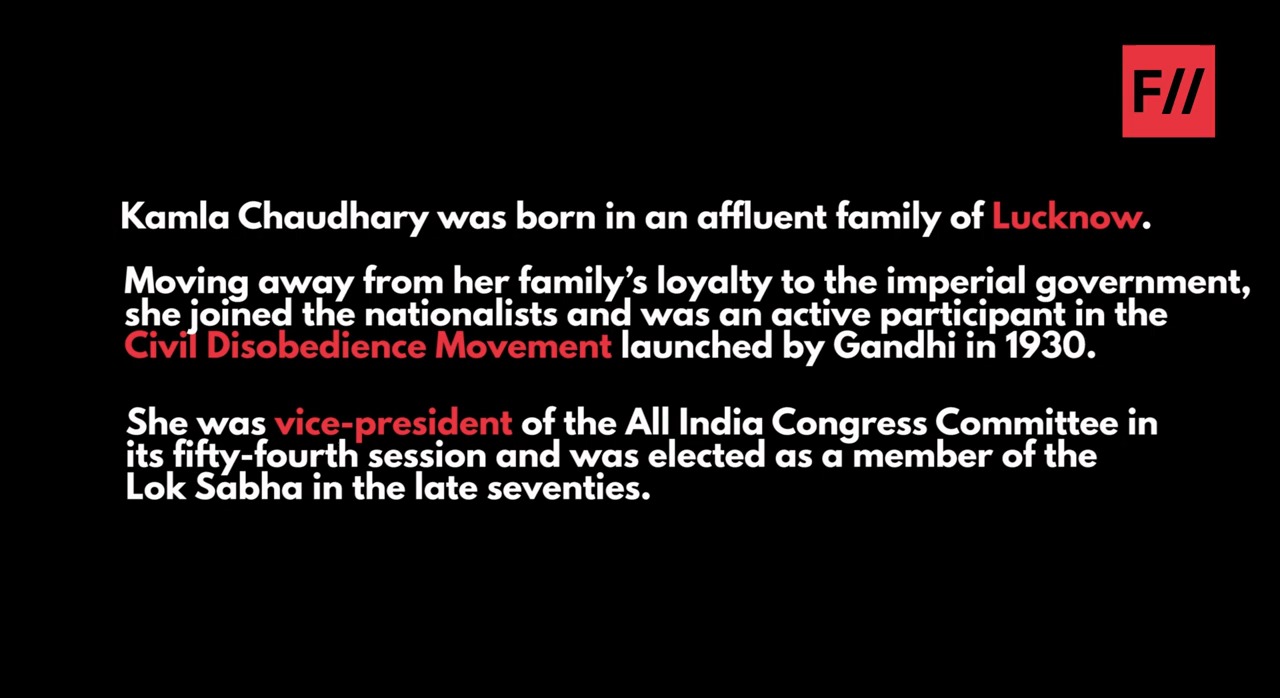 F//
Kamla Chaudhary was born in an affluent family of Lucknow.
Moving away from her family’s loyalty to the imperial government,
she joined the nationalists and was an active participant in the
Civil Disobedience Movement launched by Gandhi in 1930.
She was vice-president of the All India Congress Committee in
its fifty-fourth session and was elected as a member of the
Lok Sabha in the late seventies.